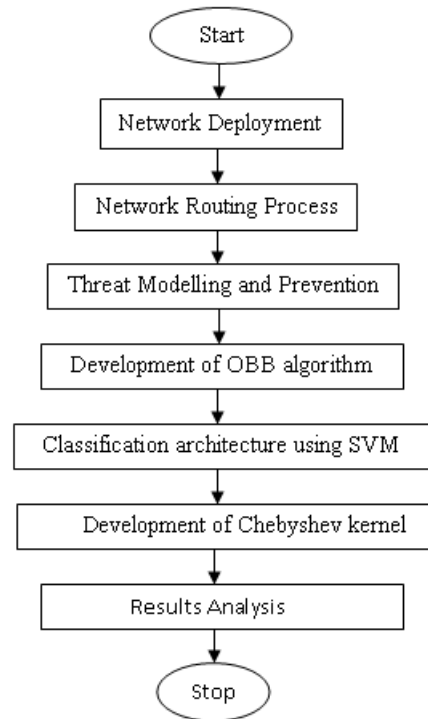 Start
Network Deployment
Network Routing Process
Threat Modelling and Prevention
Development of OBB algorithm
Classification architecture using SVM
Development of Chebyshev kernel
Results Analysis
Stop